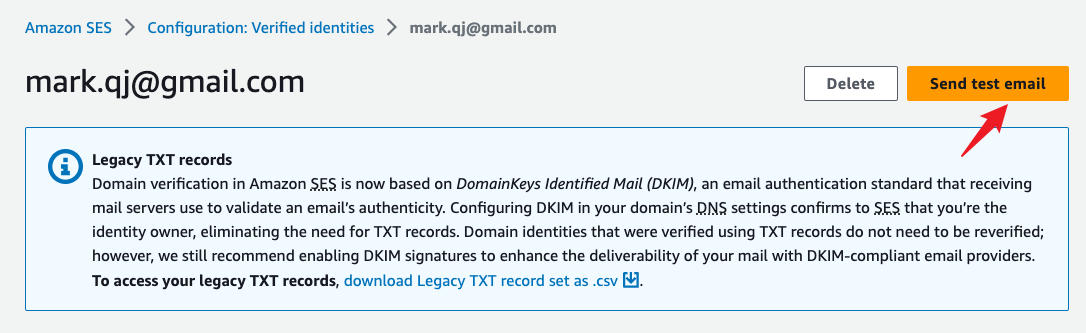 Amazon SES > Configuration: Verified identities > mark.qj@gmail.com
mark.qj@gmail.com
Delete
Send test email
Legacy TXT records
Domain verification in Amazon SES is now based on DomainKeys Identified Mail (DKIM), an email authentication standard that receiving
mail servers use to validate an email's authenticity. Configuring DKIM in your domain's DNS settings confirms to SES that you're the
identity owner, eliminating the need for TXT records. Domain identities that were verified using TXT records do not need to be reverified;
however, we still recommend enabling DKIM signatures to enhance the deliverability of your mail with DKIM-compliant email providers.
To access your legacy TXT records, download Legacy TXT record set as .csv.